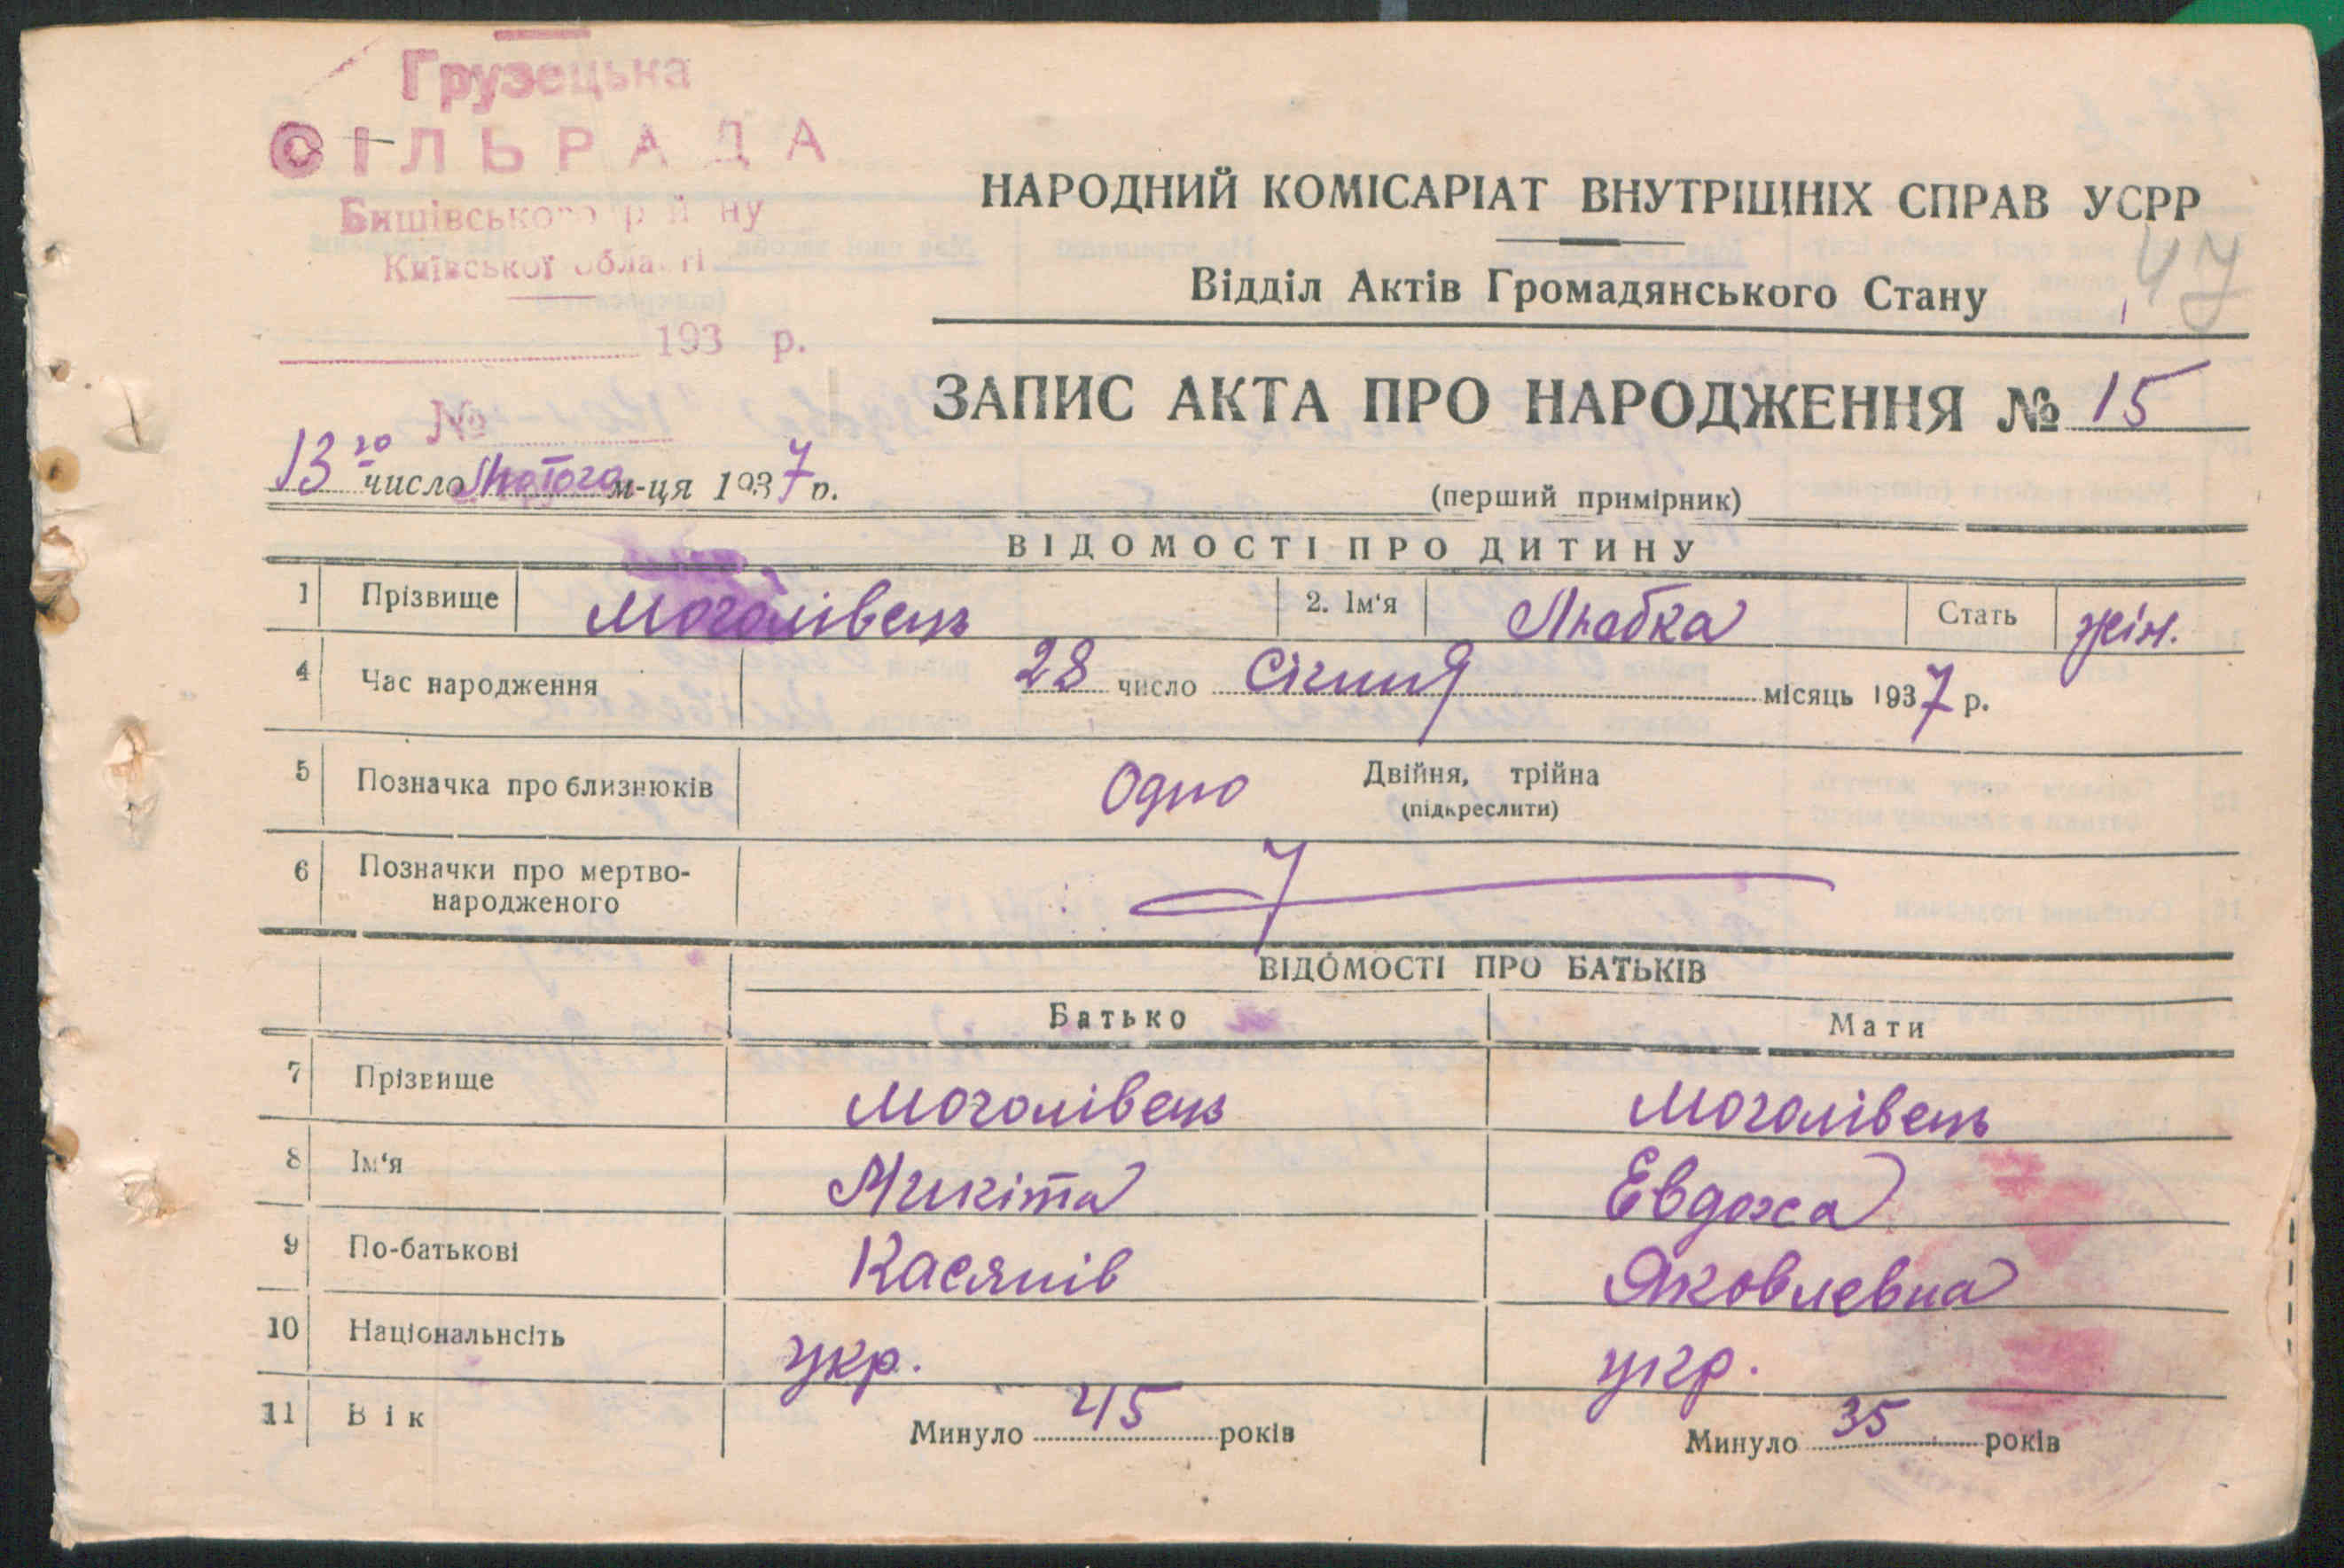 Грузецька
СІЛЬРАДА
Бишівського р й ну
Київської області
193 р.
№
НАРОДНИЙ КОМІСАРІАТ ВНУТРІШНІХ СПРАВ УСРР
47
Відділ Актів Громадянського Стану
ЗАПИС АКТА ПРО НАРОДЖЕННЯ № 15
13го число Лютого м-ця 1937 р.
(перший примірник)
ВІДОМОСТІ ПРО ДИТИНУ
1 Прізвище Моголівець 2. Ім'я Любка Стать жін.
4 Час народження 28 число Січня місяць 1937 р.
5 Позначка про близнюків Одно Двійня, трійна
(підкреслити)
6 Позначки про мертво-
народженого
ВІДОМОСТІ ПРО БАТЬКІВ
Батько Мати
7 Прізвище Моголівець Моголівець
8 Ім'я Микіта Евдоха
9 По-батькові Касянів Яковлевна
10 Національнсіть укр. укр.
11 Вік Минуло 45 років Минуло 35 років